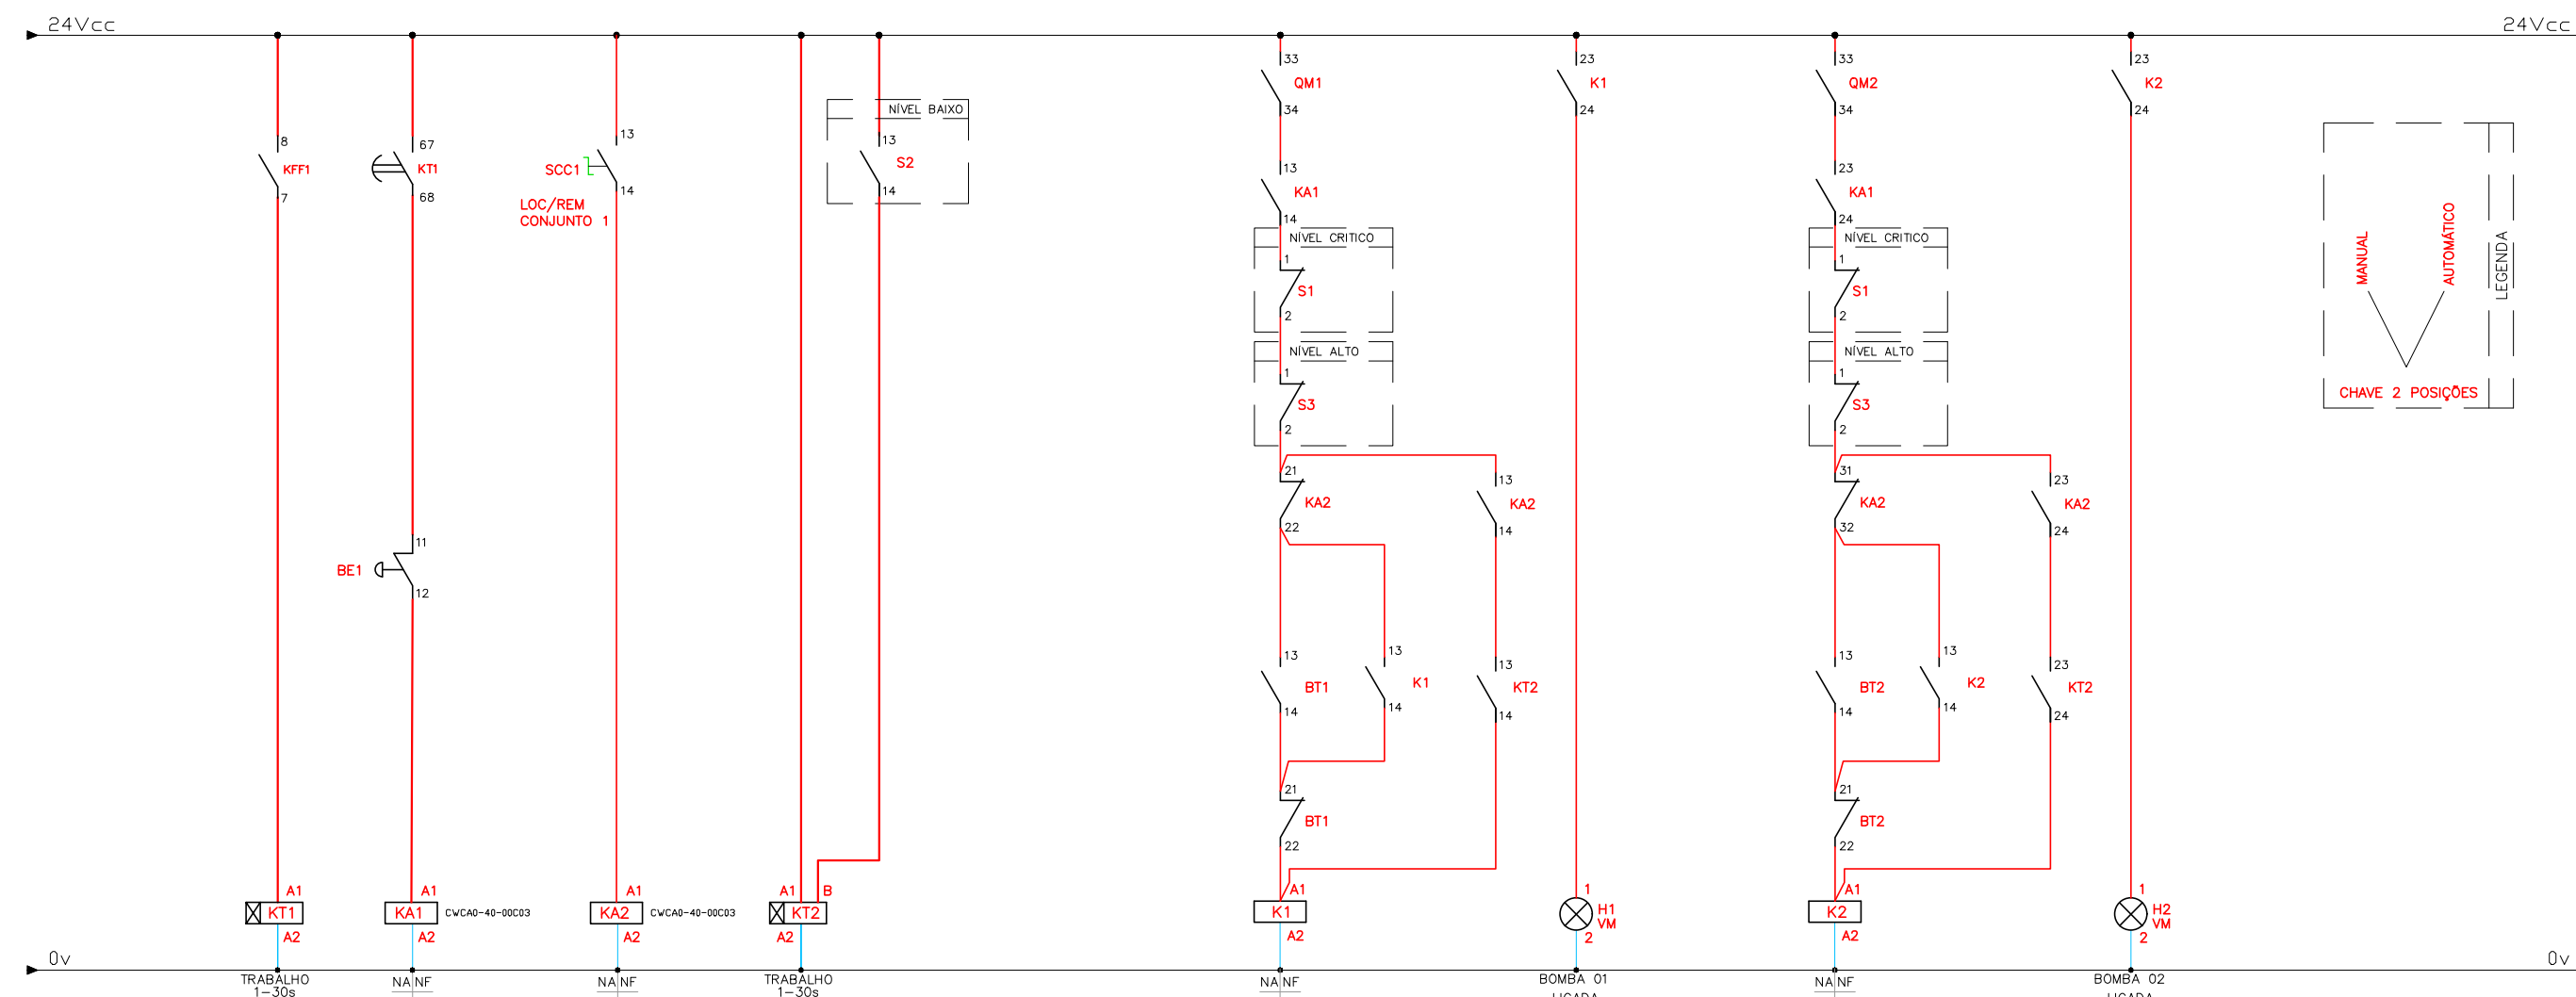 24Vcc
24Vcc
8
KFF1
7
67
KT1
68
13
SCC1
14
LOC/REM
CONJUNTO 1
NÍVEL BAIXO
13
S2
14
11
BE1
12
33
QM1
34
13
KA1
14
NÍVEL CRITICO
1
S1
2
NÍVEL ALTO
1
S3
2
21
KA2
22
13
KA2
14
13
BT1
14
13
K1
14
13
KT2
14
21
BT1
22
23
K1
24
33
QM2
34
23
KA1
24
NÍVEL CRITICO
1
S1
2
NÍVEL ALTO
1
S3
2
31
KA2
32
23
KA2
24
13
BT2
14
13
K2
14
23
KT2
24
21
BT2
22
23
K2
24
MANUAL
AUTOMÁTICO
CHAVE 2 POSIÇÕES
LEGENDA
A1
KT1
A2
A1
KA1
CWCA0-40-00C03
A2
A1
KA2
CWCA0-40-00C03
A2
A1 B
KT2
A2
A1
K1
A2
1
H1
VM
2
A1
K2
A2
1
H2
VM
2
0v
0v
TRABALHO
1-30s
NA NF
NA NF
TRABALHO
1-30s
NA NF
BOMBA 01
LIGADA
NA NF
BOMBA 02
LIGADA